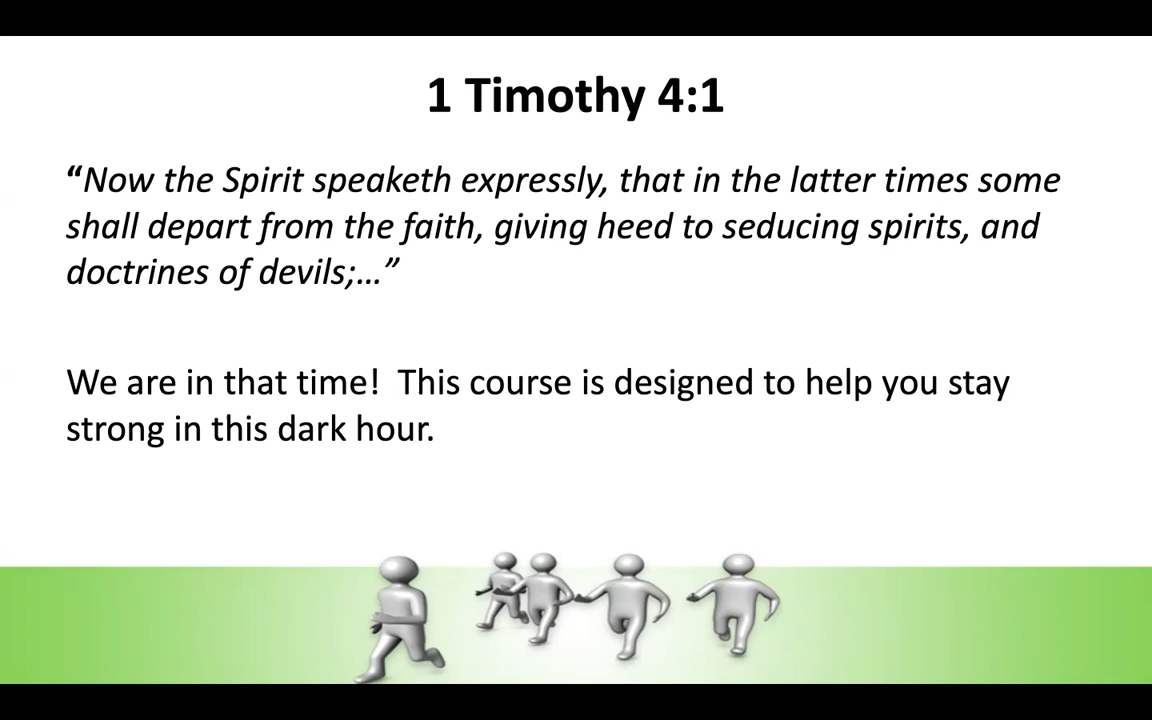 1 Timothy 4:1
“Now the Spirit speaketh expressly, that in the latter times some
shall depart from the faith, giving heed to seducing spirits, and
doctrines of devils;…”
We are in that time!  This course is designed to help you stay
strong in this dark hour.